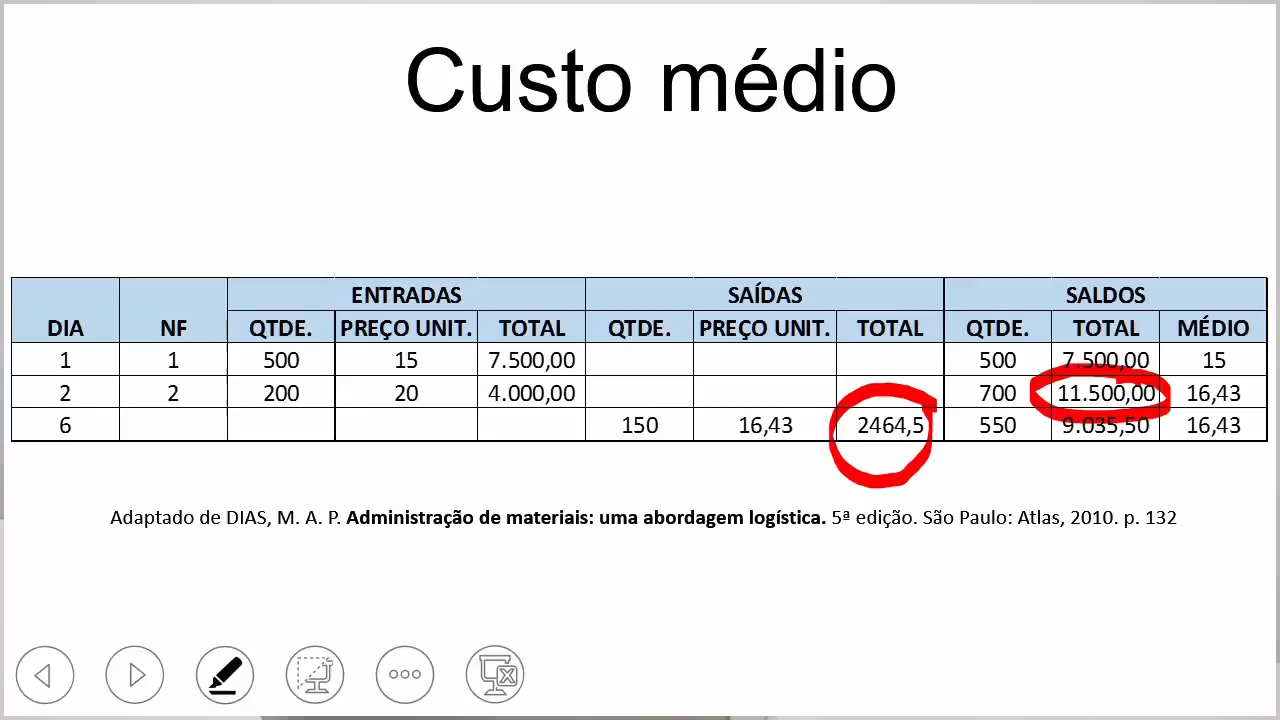 Custo médio
ENTRADAS SAÍDAS SALDOS
DIA NF QTDE. PREÇO UNIT. TOTAL QTDE. PREÇO UNIT. TOTAL QTDE. TOTAL MÉDIO
1 1 500 15 7.500,00 500 7.500,00 15
2 2 200 20 4.000,00 700 11.500,00 16,43
6 150 16,43 2464,5 550 9.035,50 16,43
Adaptado de DIAS, M. A. P. Administração de materiais: uma abordagem logística. 5ª edição. São Paulo: Atlas, 2010. p. 132